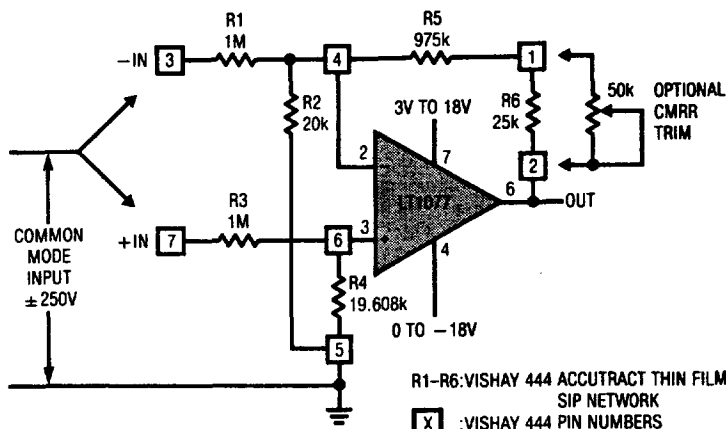 R1
1M
R5
975k
−IN
3
4
1
R2
20k
R6
25k
50k
OPTIONAL
CMRR
TRIM
3V TO 18V
2
7
2
LT1077
6
OUT
COMMON
MODE
INPUT
±250V
R3
1M
+IN
7
6
3
4
R4
19.608k
0 TO −18V
5
R1–R6:VISHAY 444 ACCUTRACT THIN FILM
SIP NETWORK
X :VISHAY 444 PIN NUMBERS